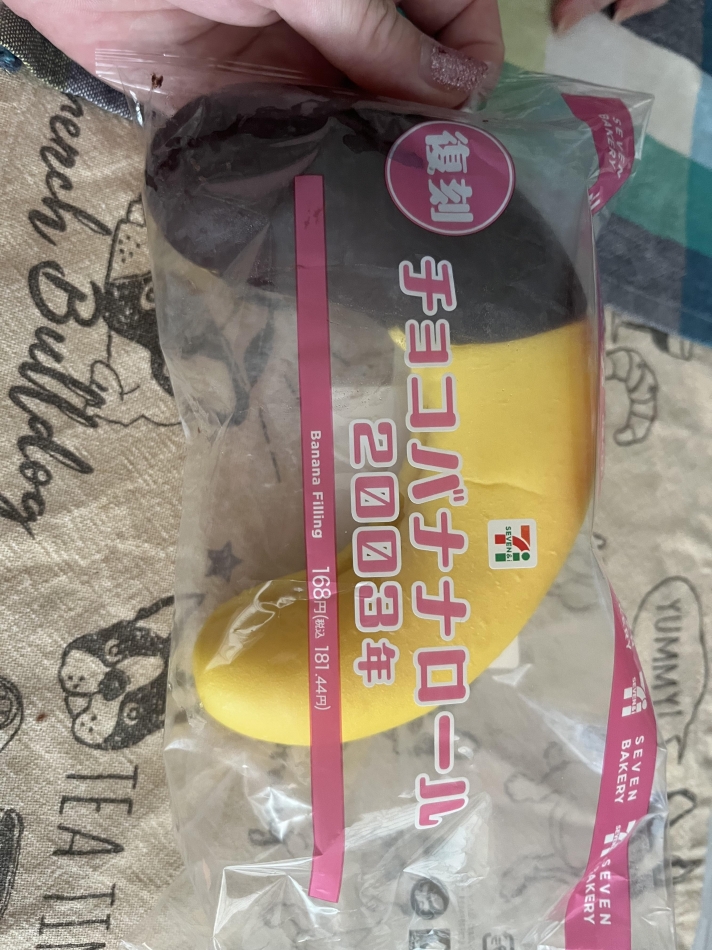 復刻
チョコバナナロール
2003年
Banana Filling 168円(税込 181.44円)
SEVEN & i
SEVEN BAKERY
SEVEN BAKERY
SEVEN BAKERY
BAKERY
French Bulldog
YUMMY!
TEA TIM